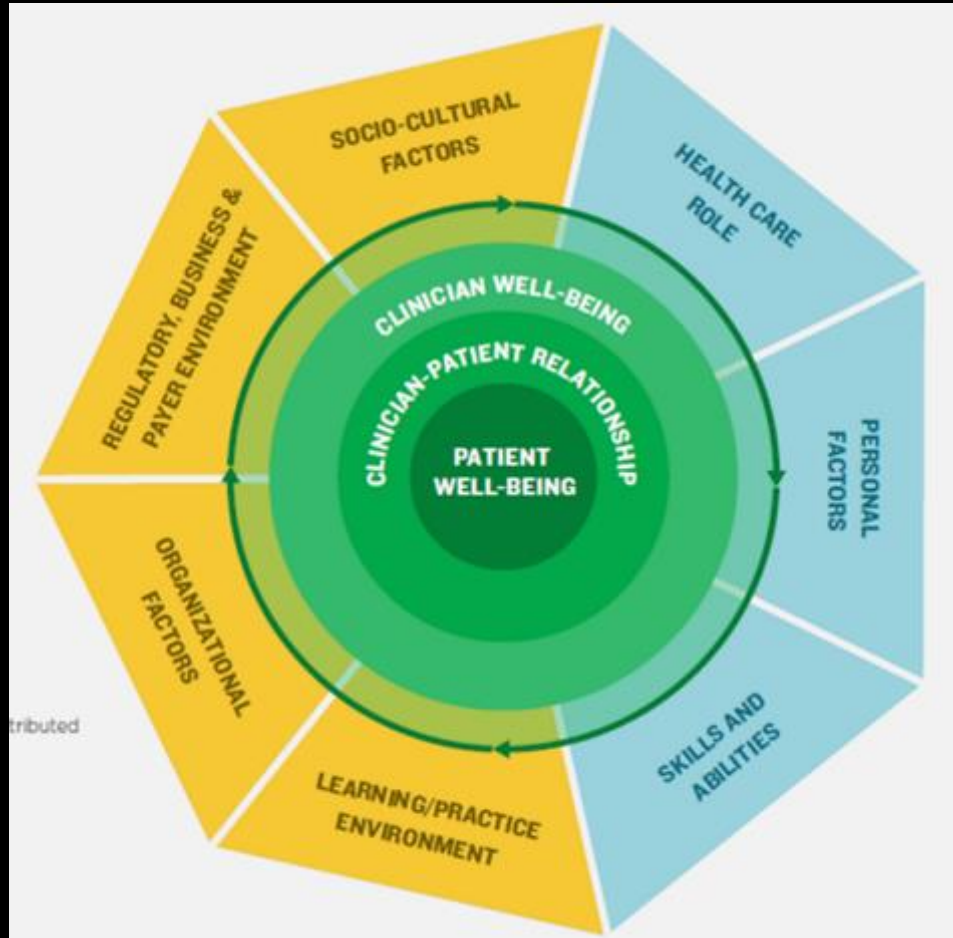 SOCIO-CULTURAL
FACTORS
HEALTH CARE
ROLE
PERSONAL
FACTORS
SKILLS AND
ABILITIES
LEARNING/PRACTICE
ENVIRONMENT
ORGANIZATIONAL
FACTORS
REGULATORY, BUSINESS &
PAYER ENVIRONMENT
CLINICIAN WELL-BEING
CLINICIAN-PATIENT RELATIONSHIP
PATIENT
WELL-BEING
tributed